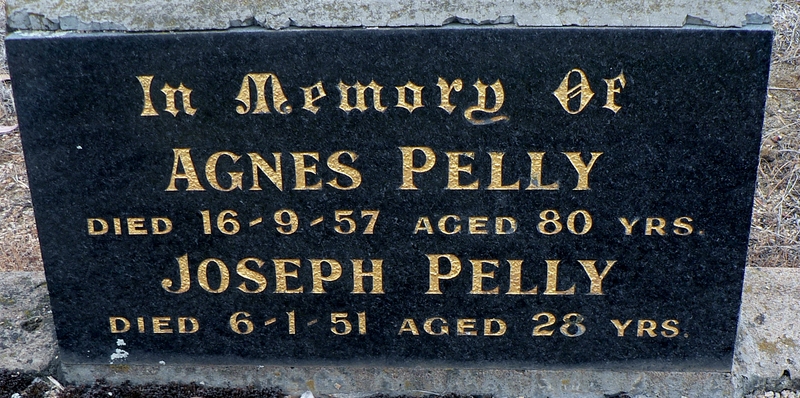 In Memory Of
AGNES PELLY
DIED 16-9-57 AGED 80 YRS.
JOSEPH PELLY
DIED 6-1-51 AGED 28 YRS.